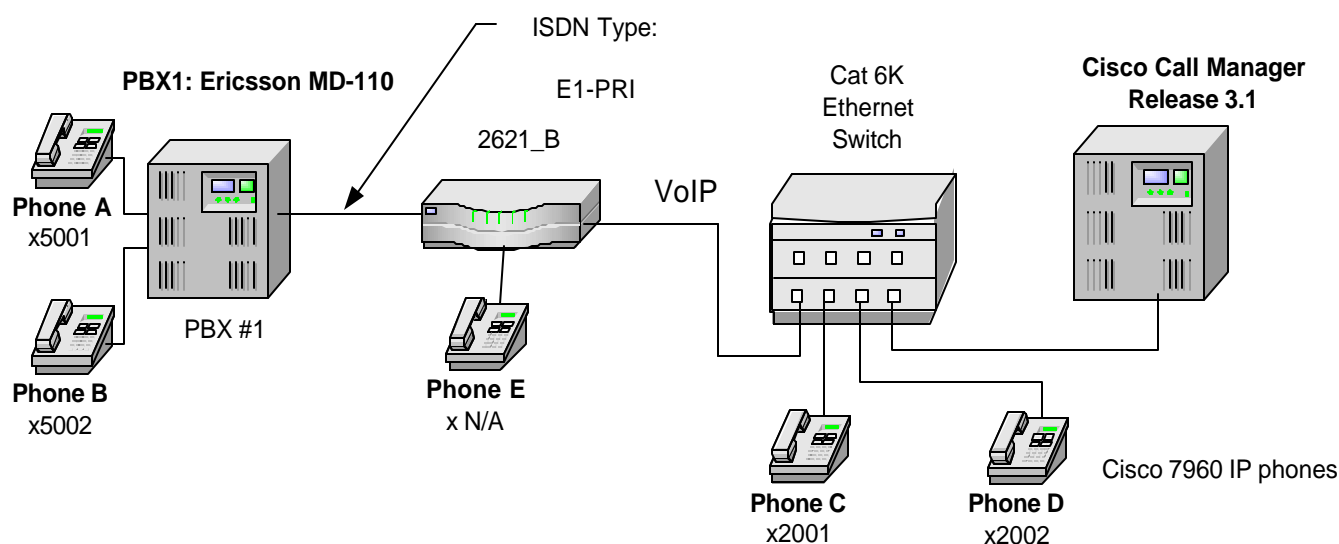 ISDN Type:
E1-PRI
PBX1: Ericsson MD-110
2621_B
Cat 6K
Ethernet
Switch
Cisco Call Manager
Release 3.1
Phone A
x5001
VoIP
PBX #1
Phone B
x5002
Phone E
x N/A
Phone C
x2001
Phone D
x2002
Cisco 7960 IP phones